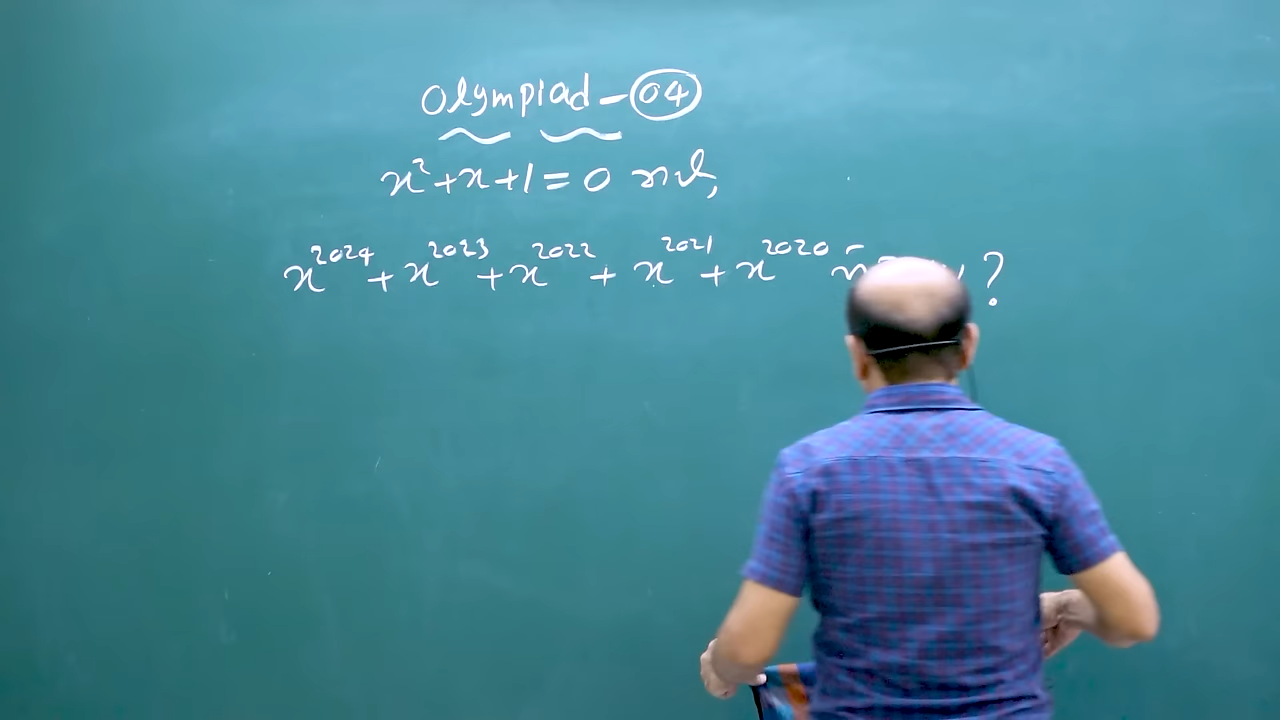 Olympiad - 04
x² + x + 1 = 0 হলে,
x²⁰²⁴ + x²⁰²³ + x²⁰²² + x²⁰²¹ + x²⁰²⁰ ?